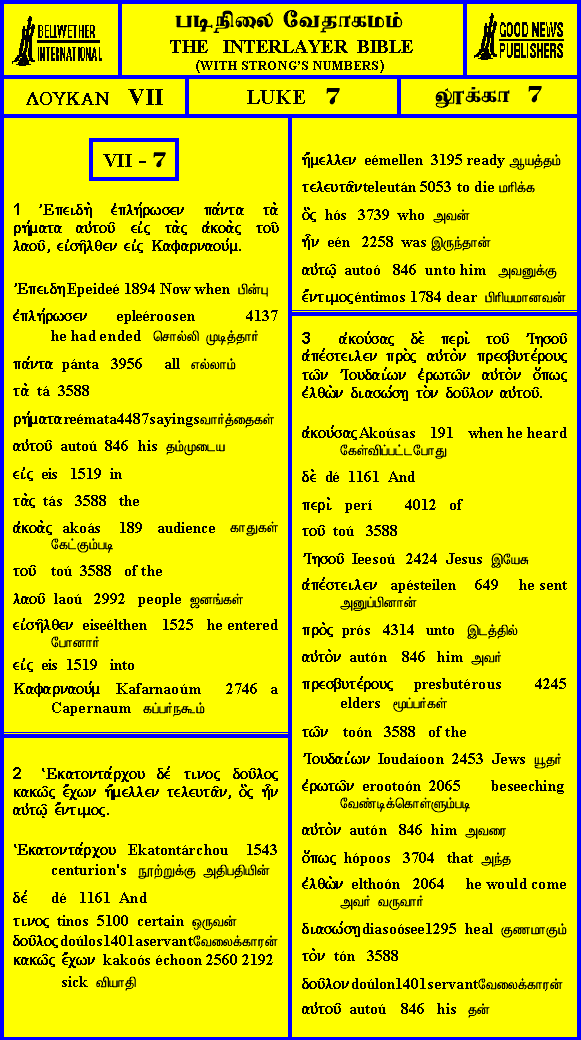 BELLWETHER
INTERNATIONAL
படிநிலை வேதாகமம்
THE INTERLAYER BIBLE
(WITH STRONG'S NUMBERS)
GOOD NEWS
PUBLISHERS
ΛΟΥΚΑΝ VII
LUKE 7
லூக்கா 7
VII - 7
1 Ἐπειδὴ ἐπλήρωσεν πάντα τὰ
ρήματα αὐτοῦ εἰς τὰς ἀκοὰς τοῦ
λαοῦ, εἰσῆλθεν εἰς Καφαρναούμ.
Ἐπειδη Epeideé 1894 Now when பின்பு
ἐπλήρωσεν epleéroosen 4137
he had ended சொல்லி முடித்தார்
πάντα pánta 3956 all எல்லாம்
τὰ tá 3588
ρήματα reémata4487sayingsவார்த்தைகள்
αὐτοῦ autoú 846 his தம்முடைய
εἰς eis 1519 in
τὰς tás 3588 the
ἀκοὰς akoás 189 audience காதுகள்
கேட்கும்படி
τοῦ toú 3588 of the
λαοῦ laoú 2992 people ஜனங்கள்
εἰσῆλθεν eiseélthen 1525 he entered
போனார்
εἰς eis 1519 into
Καφαρναούμ Kafarnaoúm 2746 a
Capernaum கப்பர்நகூம்
2 Ἑκατοντάρχου δέ τινος δοῦλος
κακῶς ἔχων ἤμελλεν τελευτᾶν, ὃς ἦν
αὐτῷ ἔντιμος.
Ἑκατοντάρχου Ekatontárchou 1543
centurion's நூற்றுக்கு அதிபதியின்
δέ dé 1161 And
τινος tinos 5100 certain ஒருவன்
δοῦλος doúlos1401aservantவேலைக்காரன்
κακῶς ἔχων kakoós échoon 2560 2192
sick வியாதி
ἤμελλεν eémellen 3195 ready ஆயத்தம்
τελευτᾶν teleután 5053 to die மரிக்க
ὃς hós 3739 who அவன்
ἦν eén 2258 was இருந்தான்
αὐτῷ autoó 846 unto him அவனுக்கு
ἔντιμος éntimos 1784 dear பிரியமானவன்
3 ἀκούσας δὲ περὶ τοῦ Ἰησοῦ
ἀπέστειλεν πρὸς αὐτὸν πρεσβυτέρους
τῶν Ἰουδαίων ἐρωτῶν αὐτὸν ὅπως
ἐλθὼν διασώσῃ τὸν δοῦλον αὐτοῦ.
ἀκούσας Akoúsas 191 when he heard
கேள்விப்பட்டபோது
δὲ dé 1161 And
περὶ perí 4012 of
τοῦ toú 3588
Ἰησοῦ Ieesoú 2424 Jesus இயேசு
ἀπέστειλεν apésteilen 649 he sent
அனுப்பினான்
πρὸς prós 4314 unto இடத்தில்
αὐτὸν autón 846 him அவர்
πρεσβυτέρους presbutérous 4245
elders மூப்பர்கள்
τῶν toón 3588 of the
Ἰουδαίων Ioudaíoon 2453 Jews யூதர்
ἐρωτῶν erootoón 2065 beseeching
வேண்டிக்கொள்ளும்படி
αὐτὸν autón 846 him அவரை
ὅπως hópoos 3704 that அந்த
ἐλθὼν elthoón 2064 he would come
அவர் வருவார்
διασώσῃ diasoósee1295 heal குணமாகும்
τὸν tón 3588
δοῦλον doúlon1401servantவேலைக்காரன்
αὐτοῦ autoú 846 his தன்